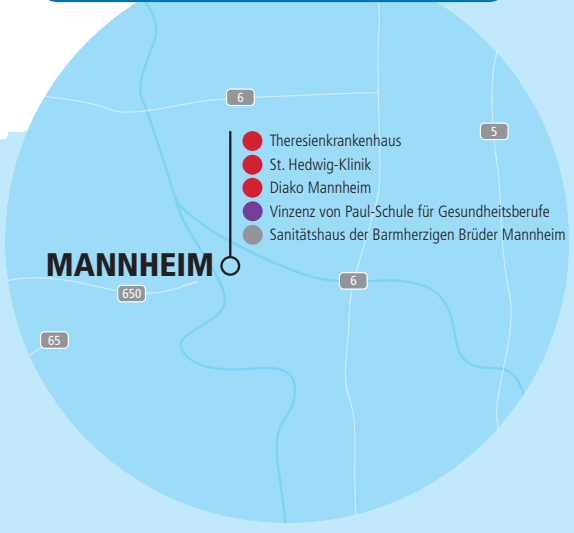 6
5
Theresienkrankenhaus
St. Hedwig-Klinik
Diako Mannheim
Vinzenz von Paul-Schule für Gesundheitsberufe
Sanitätshaus der Barmherzigen Brüder Mannheim
MANNHEIM
6
650
65